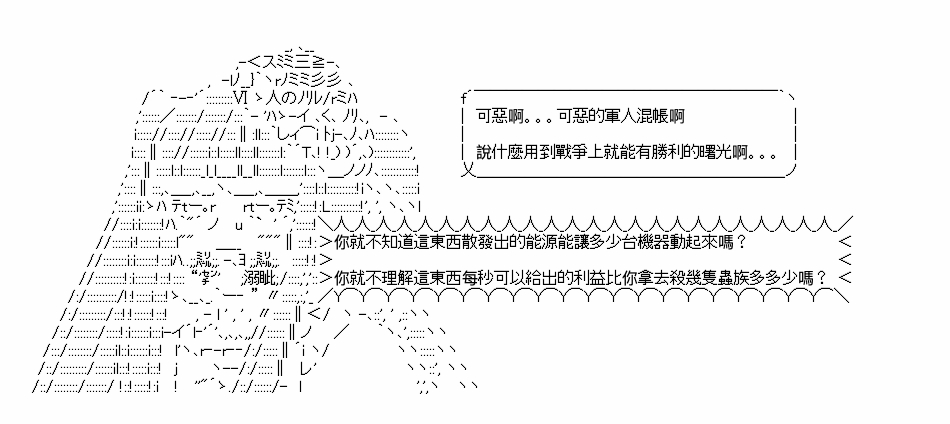 可惡啊。。。可惡的軍人混帳啊
說什麼用到戰爭上就能有勝利的曙光啊。。。
你就不知道這東西散發出的能源能讓多少台機器動起來嗎？
你就不理解這東西每秒可以給出的利益比你拿去殺幾隻蟲族多多少嗎？